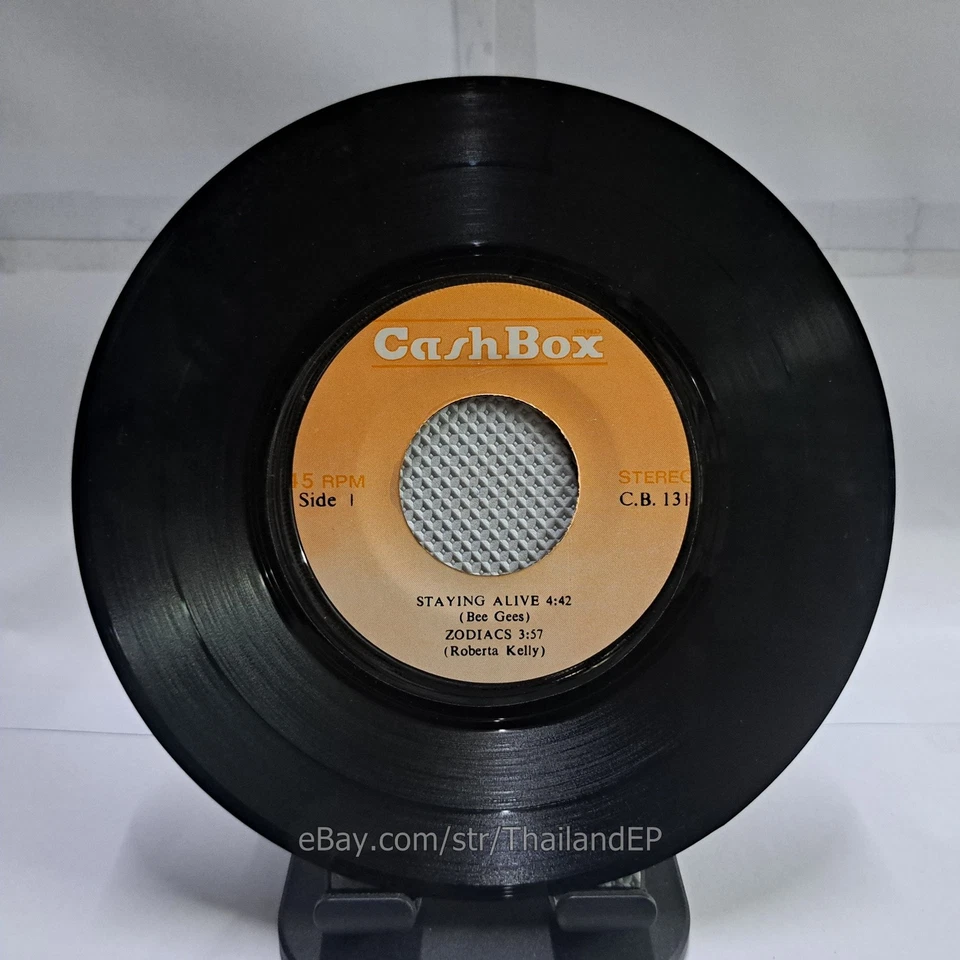 CashBox
45 RPM
STEREO
Side 1
C.B. 131
STAYING ALIVE 4:42
(Bee Gees)
ZODIACS 3:57
(Roberta Kelly)
eBay.com/str/ThailandEP